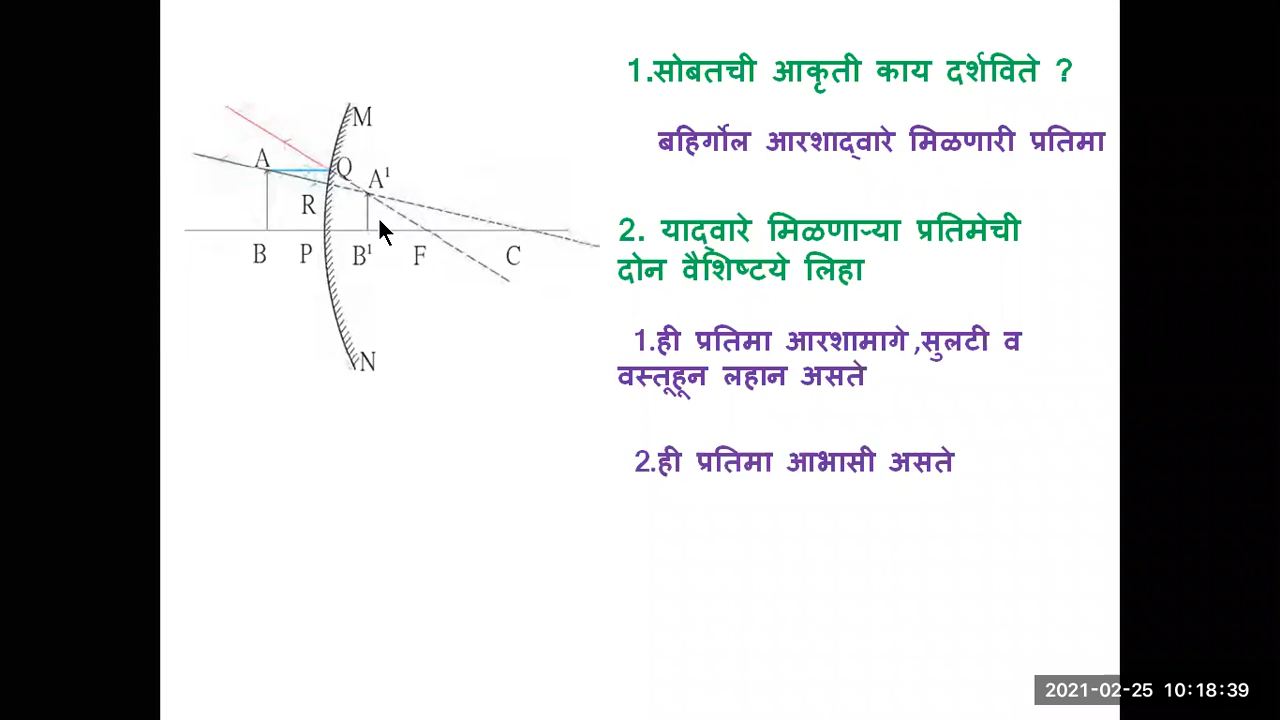 1.सोबतची आकृती काय दर्शविते ?
बहिर्गोल आरशाद्वारे मिळणारी प्रतिमा
M
A
Q
A¹
R
B P B¹ F C
N
2. याद्वारे मिळणाऱ्या प्रतिमेची
दोन वैशिष्टये लिहा
1.ही प्रतिमा आरशामागे ,सुलटी व
वस्तूहून लहान असते
2.ही प्रतिमा आभासी असते
2021-02-25 10:18:39